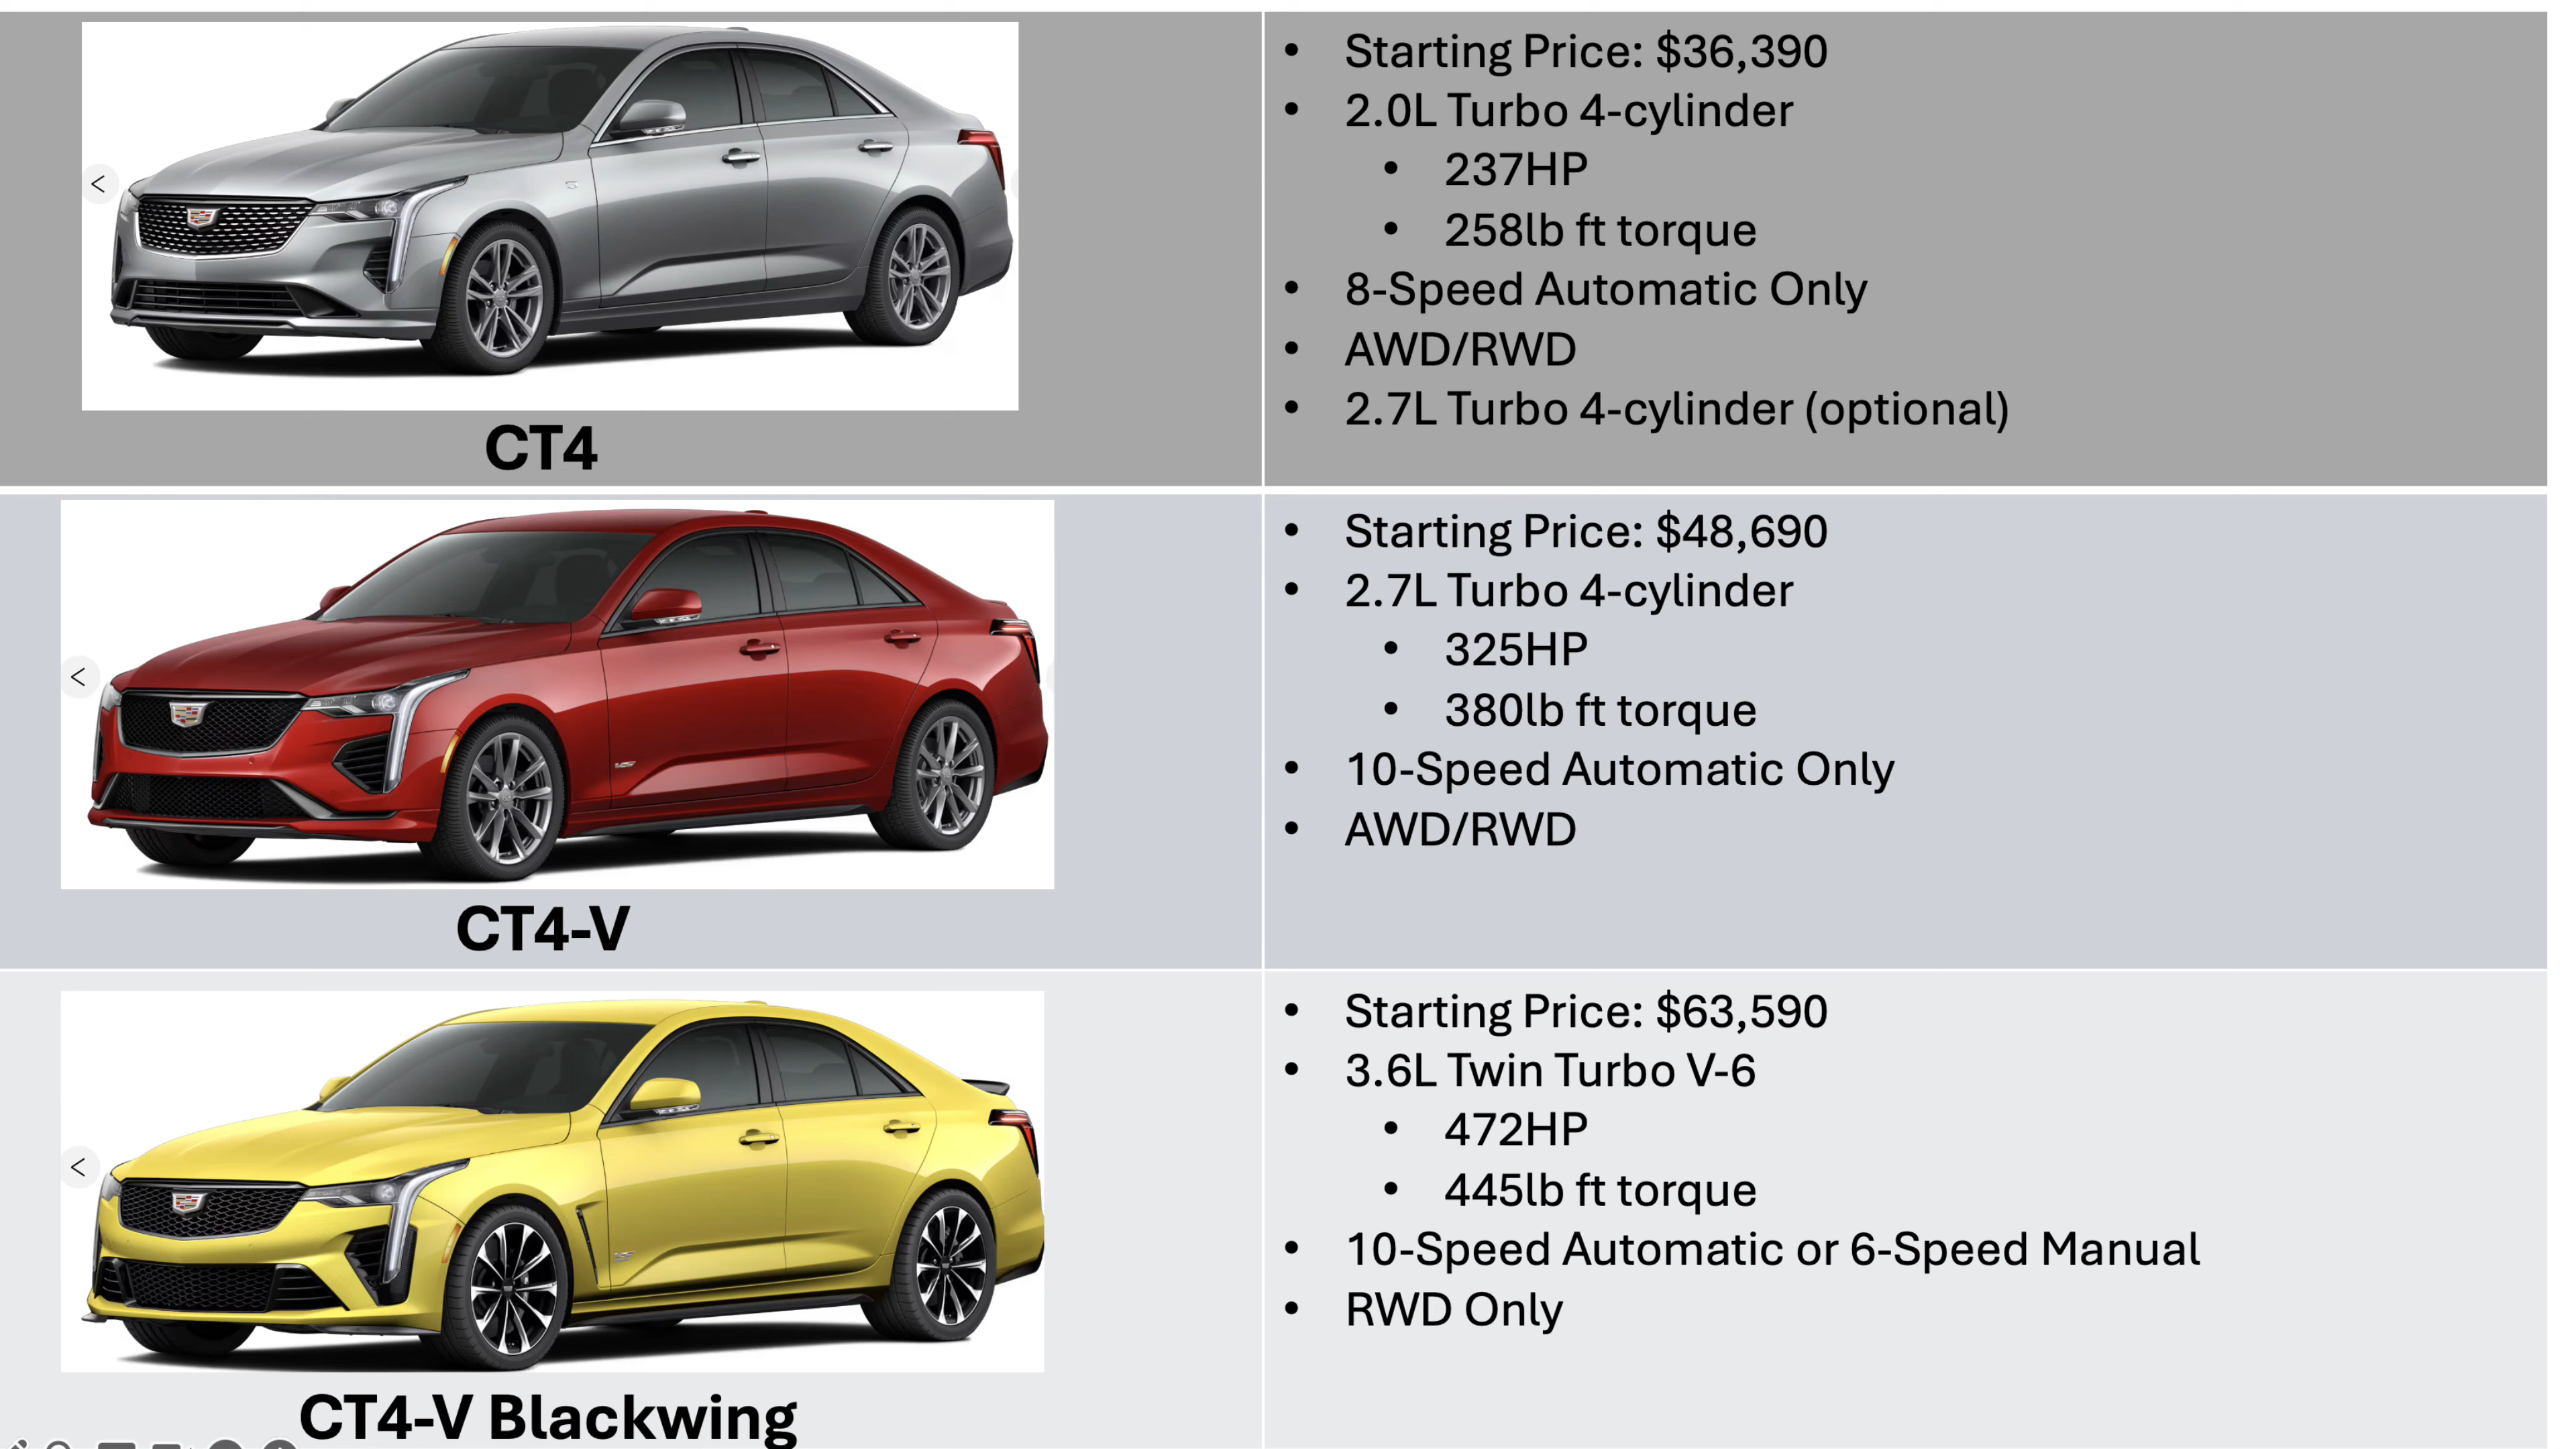 • Starting Price: $36,390
• 2.0L Turbo 4-cylinder
• 237HP
• 258lb ft torque
• 8-Speed Automatic Only
• AWD/RWD
• 2.7L Turbo 4-cylinder (optional)
CT4
• Starting Price: $48,690
• 2.7L Turbo 4-cylinder
• 325HP
• 380lb ft torque
• 10-Speed Automatic Only
• AWD/RWD
CT4-V
• Starting Price: $63,590
• 3.6L Twin Turbo V-6
• 472HP
• 445lb ft torque
• 10-Speed Automatic or 6-Speed Manual
• RWD Only
CT4-V Blackwing